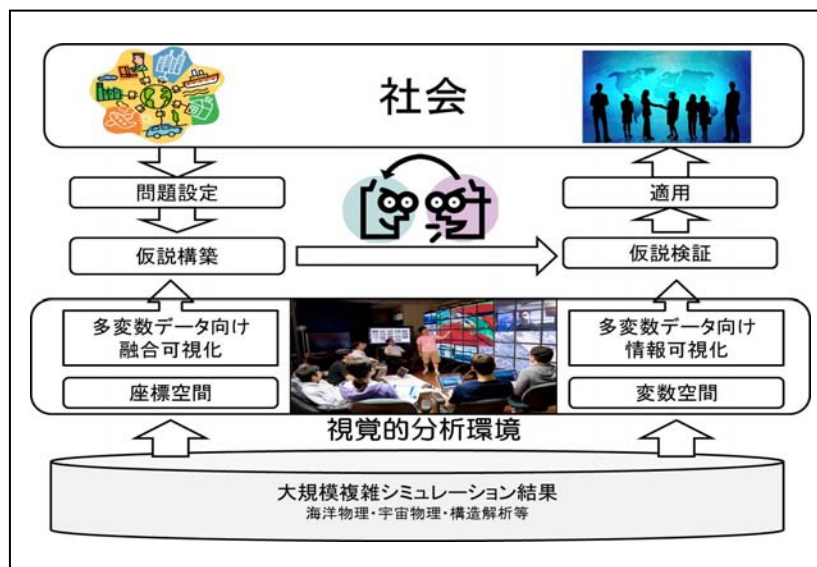 社会
問題設定
適用
仮説構築
仮説検証
多変数データ向け
融合可視化
多変数データ向け
情報可視化
座標空間
変数空間
視覚的分析環境
大規模複雑シミュレーション結果
海洋物理・宇宙物理・構造解析等